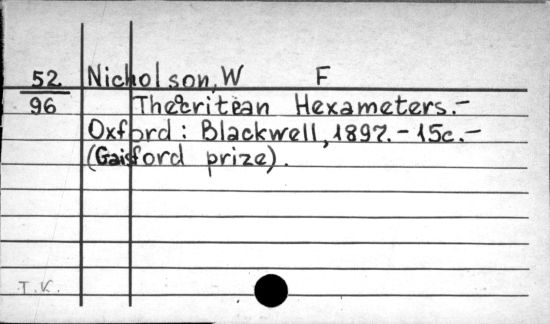 52 Nicholson, W F
96 Theocritean Hexameters.-
Oxford: Blackwell, 1897.-15c.-
(Gaisford prize).
T.K.